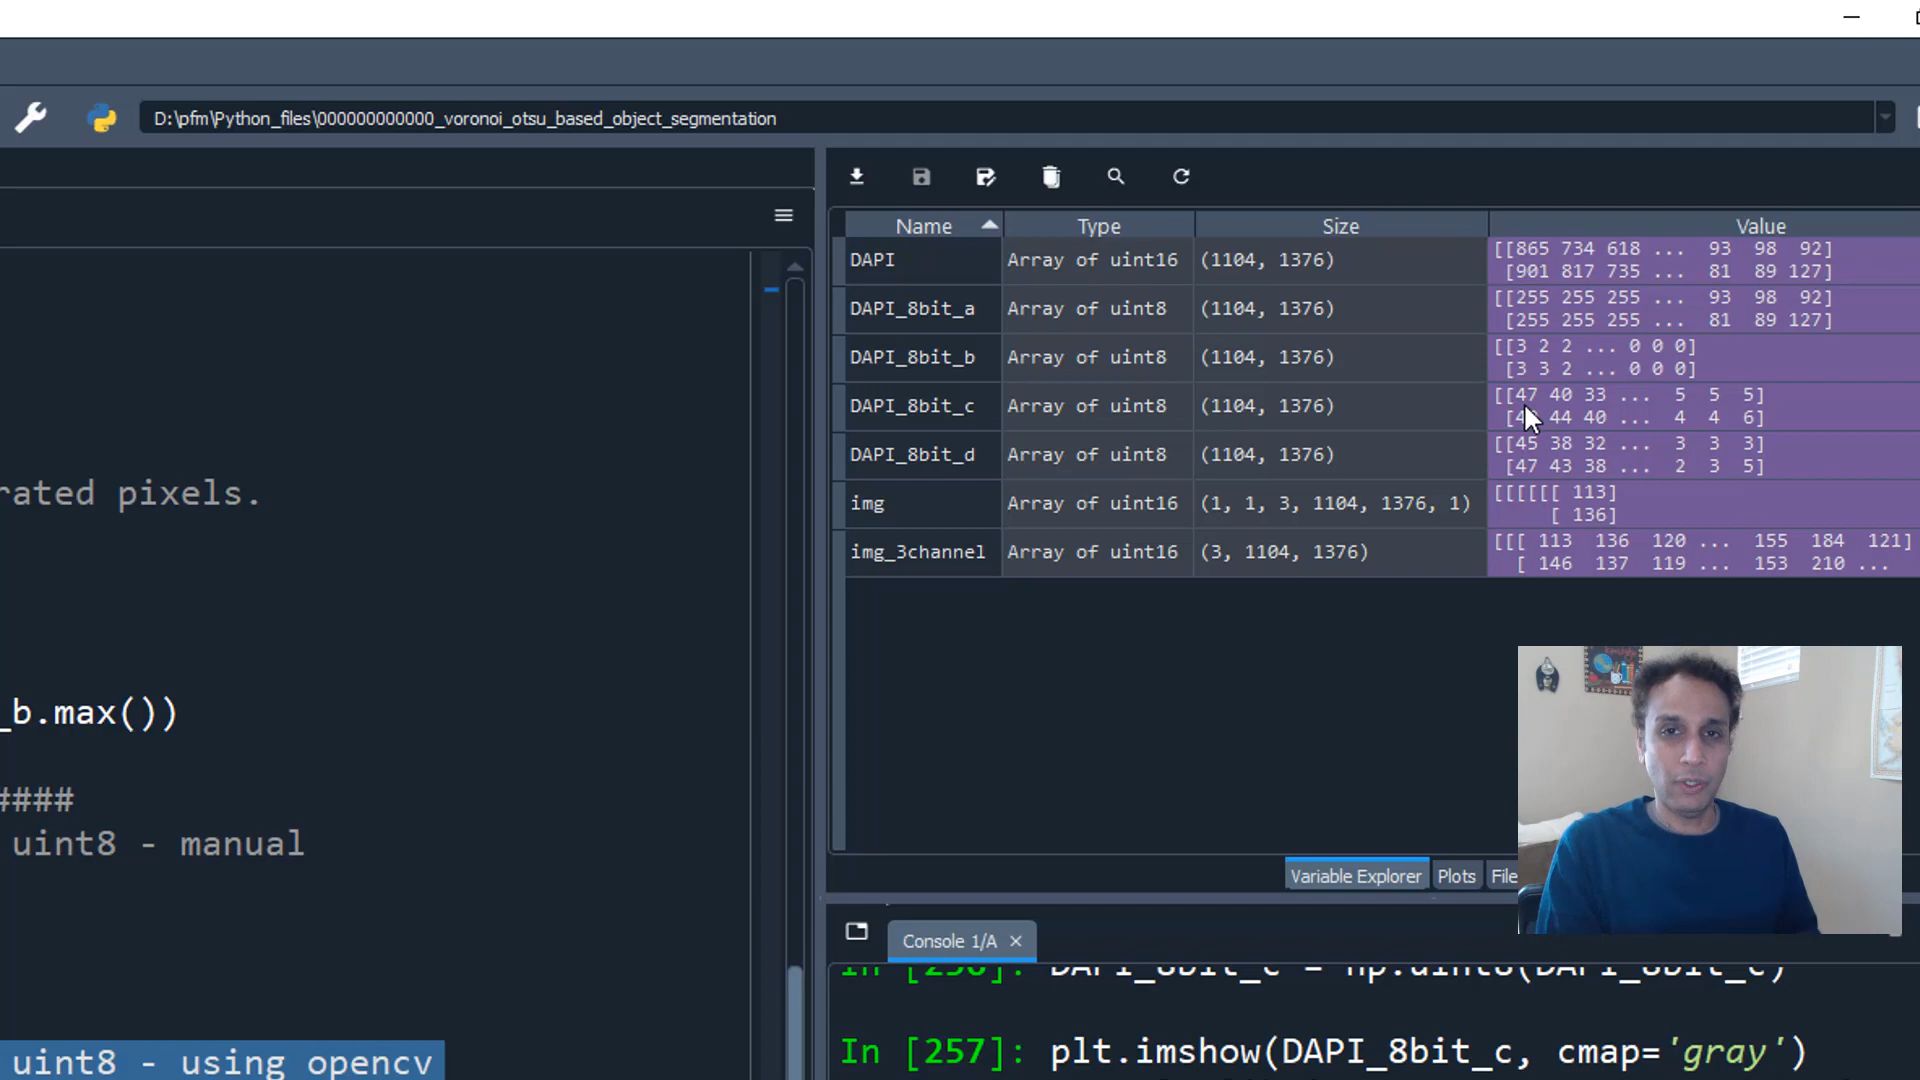 D:\pfm\Python_files\000000000000_voronoi_otsu_based_object_segmentation
Name Type Size Value
DAPI Array of uint16 (1104, 1376) [[865 734 618 ... 93 98 92]
[901 817 735 ... 81 89 127]
DAPI_8bit_a Array of uint8 (1104, 1376) [[255 255 255 ... 93 98 92]
[255 255 255 ... 81 89 127]
DAPI_8bit_b Array of uint8 (1104, 1376) [[3 2 2 ... 0 0 0]
[3 3 2 ... 0 0 0]
DAPI_8bit_c Array of uint8 (1104, 1376) [[47 40 33 ... 5 5 5]
44 40 ... 4 4 6]
DAPI_8bit_d Array of uint8 (1104, 1376) [[45 38 32 ... 3 3 3]
[47 43 38 ... 2 3 5]
img Array of uint16 (1, 1, 3, 1104, 1376, 1) [[[[[[ 113]
[ 136]
img_3channel Array of uint16 (3, 1104, 1376) [[[ 113 136 120 ... 155 184 121]
[ 146 137 119 ... 153 210 ...
rated pixels.
_b.max())
####
uint8 - manual
uint8 - using opencv
Variable Explorer Plots File
Console 1/A
In [256]: DAPI_8bit_c = np.uint8(DAPI_8bit_c)
In [257]: plt.imshow(DAPI_8bit_c, cmap='gray')